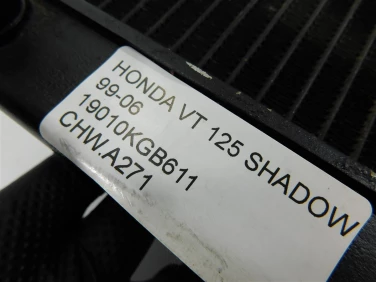 HONDA VT 125 SHADOW
99-06
19010KGB611
CHW.A271